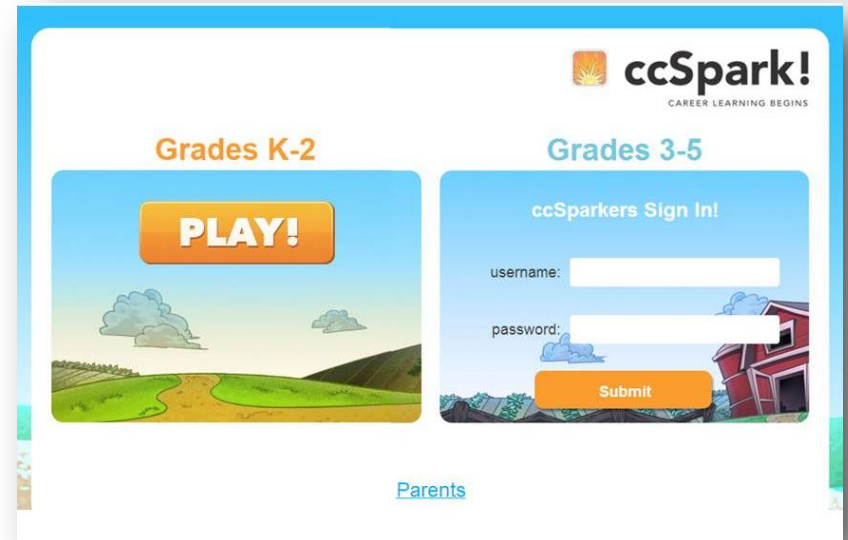 ccSpark!
CAREER LEARNING BEGINS
Grades K-2
PLAY!
Grades 3-5
ccSparkers Sign In!
username:
password:
Submit
Parents